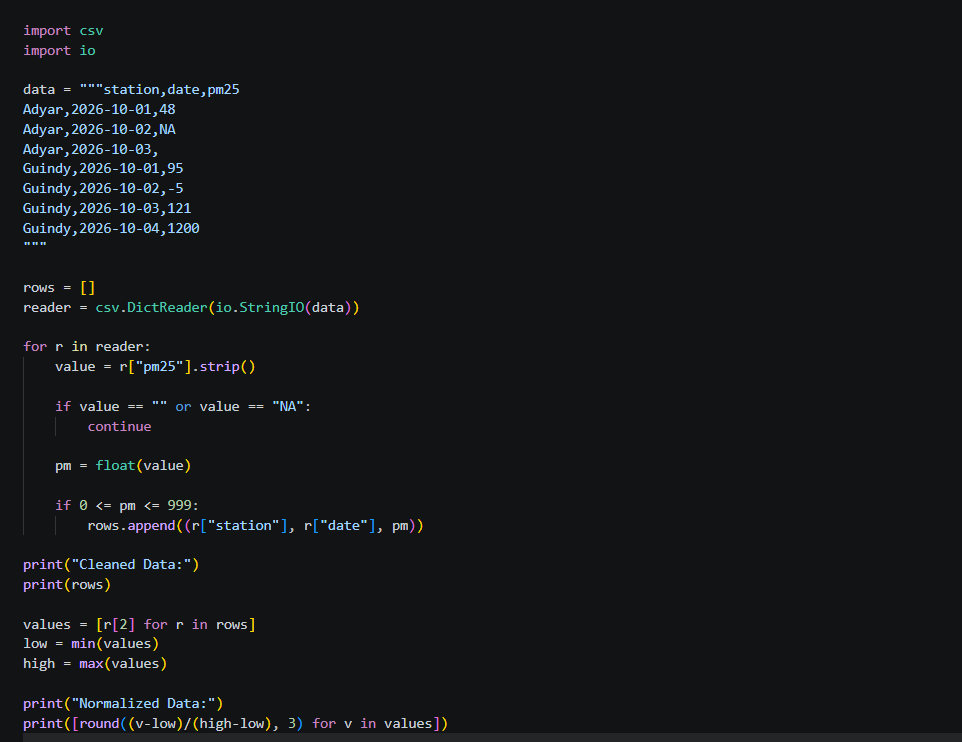 import csv
import io

data = """station,date,pm25
Adyar,2026-10-01,48
Adyar,2026-10-02,NA
Adyar,2026-10-03,
Guindy,2026-10-01,95
Guindy,2026-10-02,-5
Guindy,2026-10-03,121
Guindy,2026-10-04,1200
"""

rows = []
reader = csv.DictReader(io.StringIO(data))

for r in reader:
    value = r["pm25"].strip()

    if value == "" or value == "NA":
        continue

    pm = float(value)

    if 0 <= pm <= 999:
        rows.append((r["station"], r["date"], pm))

print("Cleaned Data:")
print(rows)

values = [r[2] for r in rows]
low = min(values)
high = max(values)

print("Normalized Data:")
print([round((v-low)/(high-low), 3) for v in values])